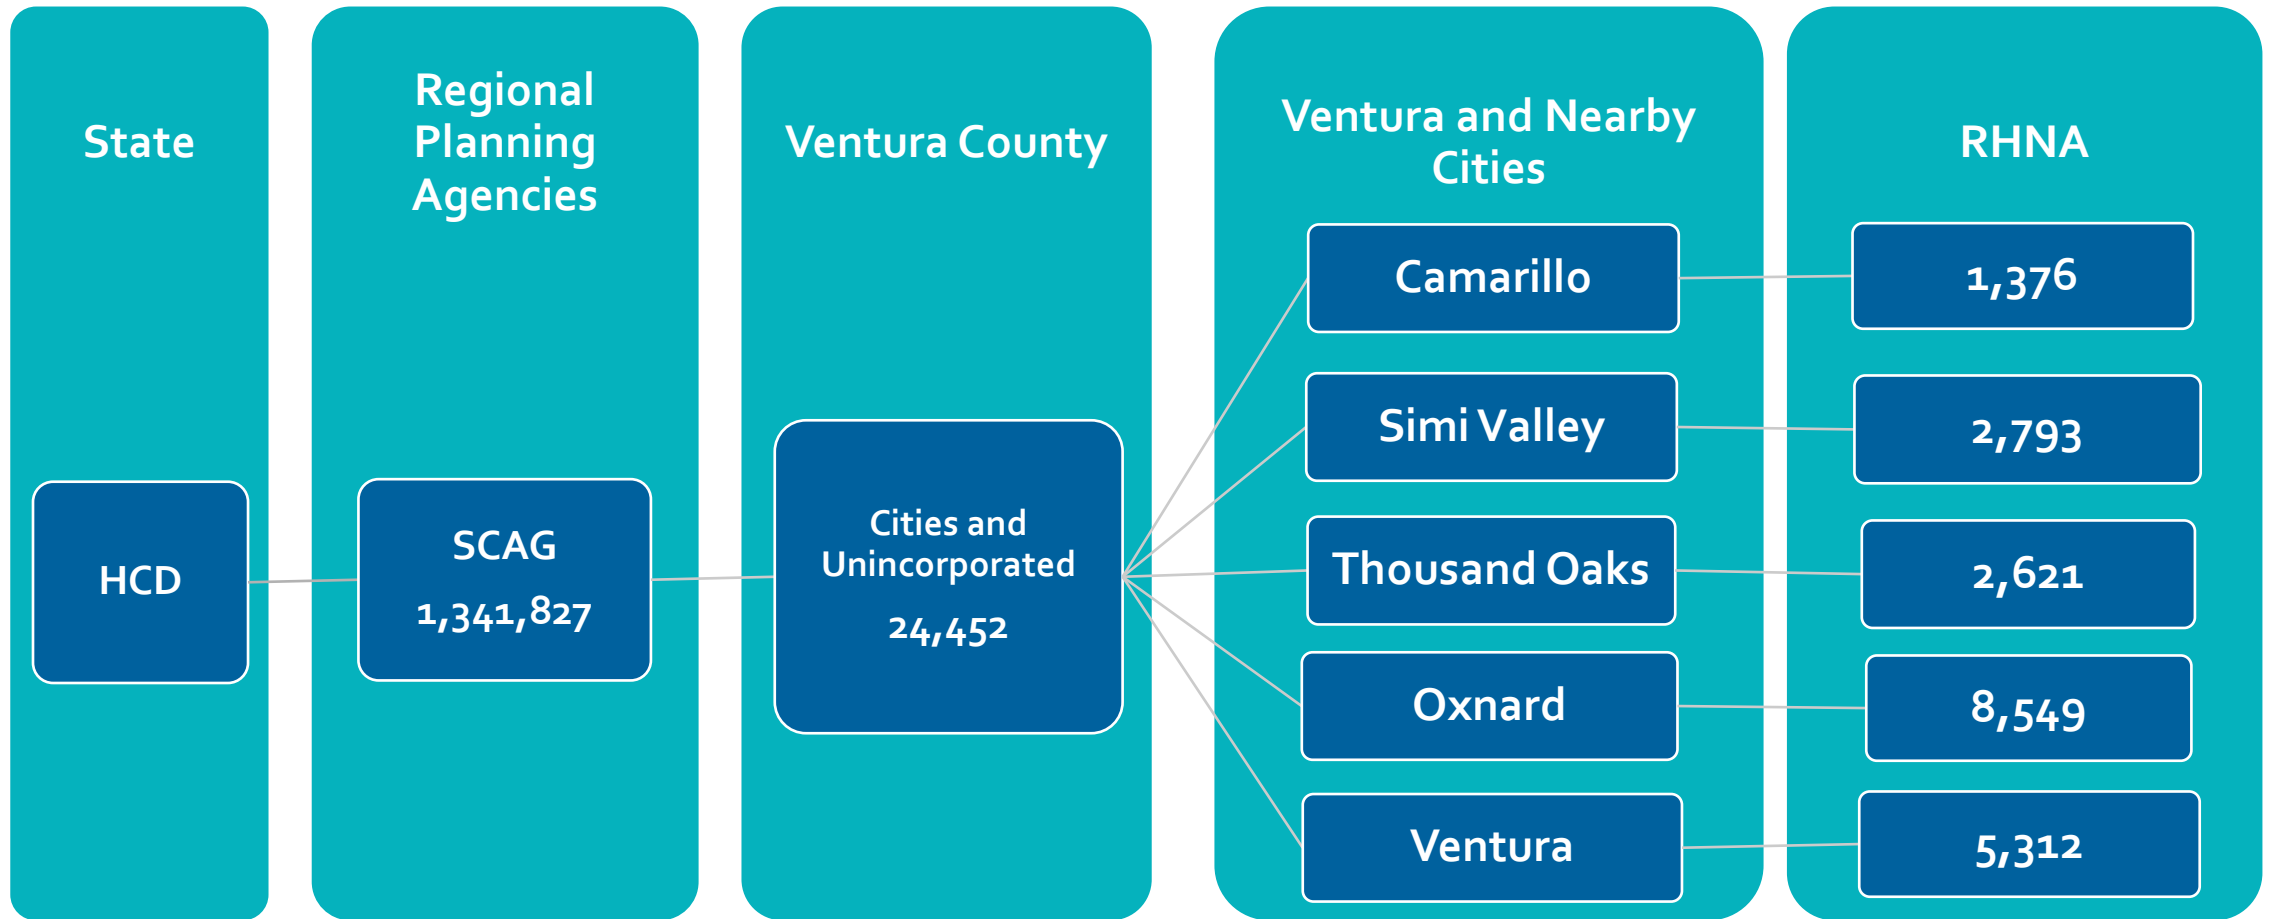 State
HCD
Regional
Planning
Agencies
SCAG
1,341,827
Ventura County
Cities and
Unincorporated
24,452
Ventura and Nearby
Cities
Camarillo
Simi Valley
Thousand Oaks
Oxnard
Ventura
RHNA
1,376
2,793
2,621
8,549
5,312